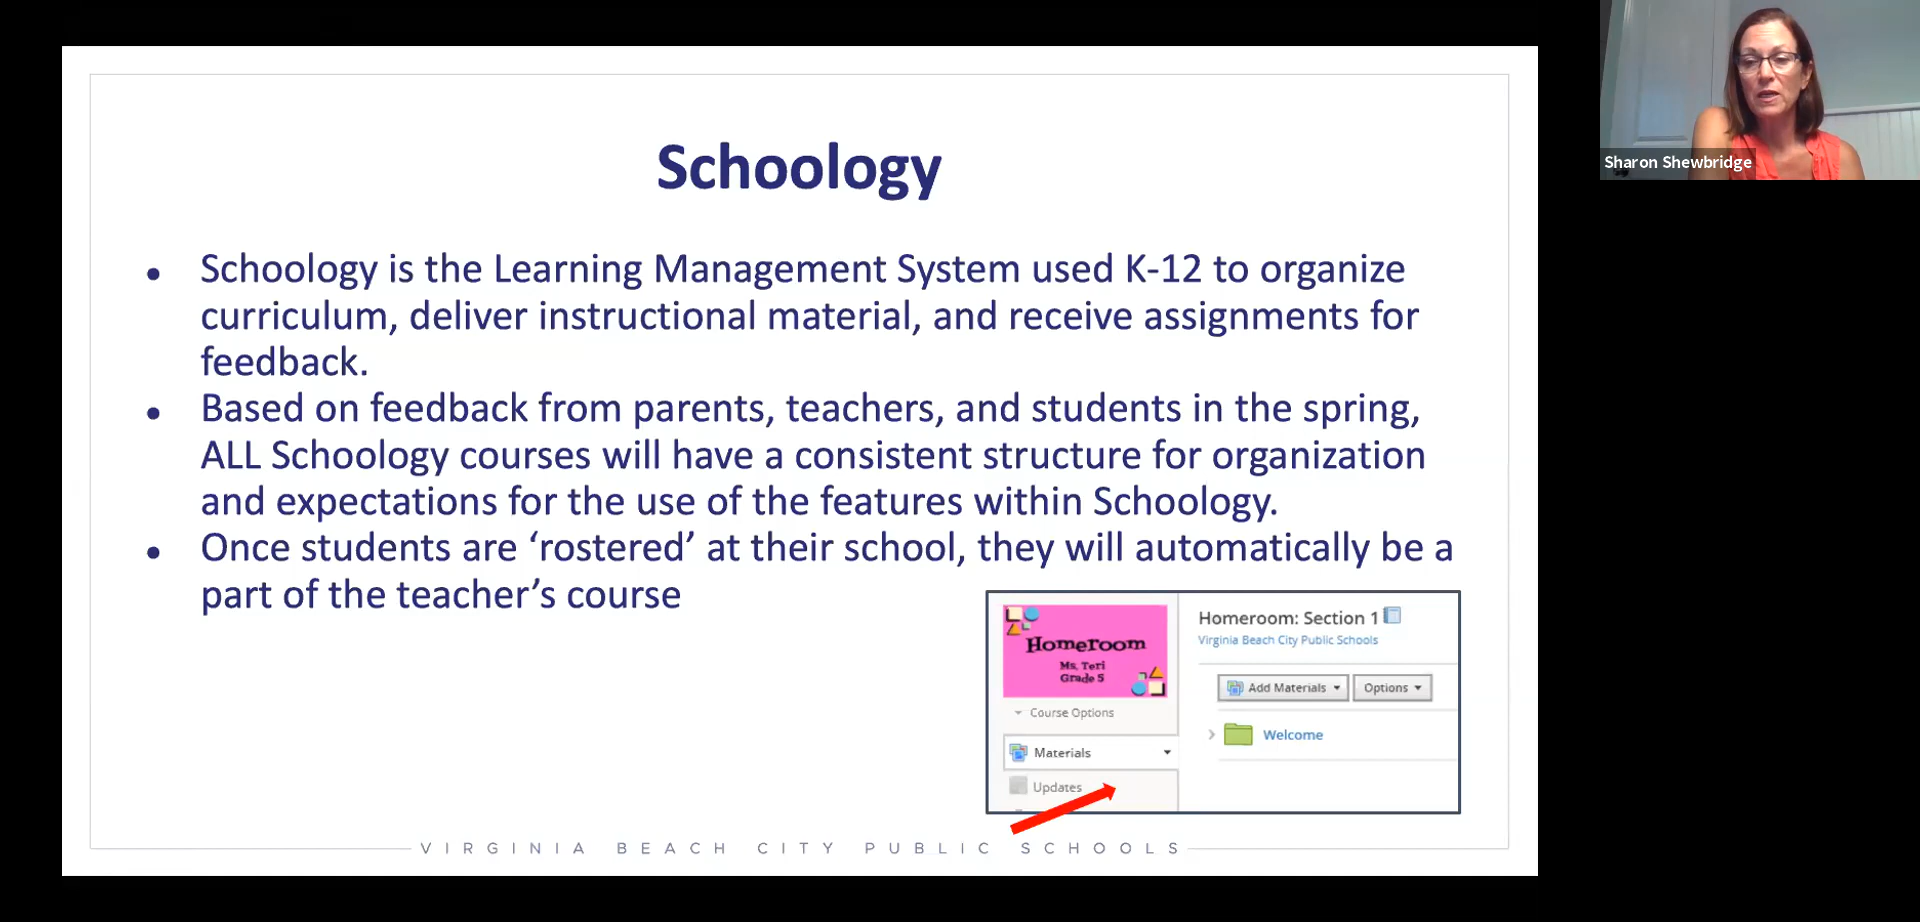 Schoology
• Schoology is the Learning Management System used K-12 to organize
curriculum, deliver instructional material, and receive assignments for
feedback.
• Based on feedback from parents, teachers, and students in the spring,
ALL Schoology courses will have a consistent structure for organization
and expectations for the use of the features within Schoology.
• Once students are ‘rostered’ at their school, they will automatically be a
part of the teacher’s course
Homeroom
Ms. Teri
Grade 5
Course Options
Materials
Updates
Homeroom: Section 1
Virginia Beach City Public Schools
Add Materials
Options
Welcome
VIRGINIA BEACH CITY PUBLIC SCHOOLS
Sharon Shewbridge